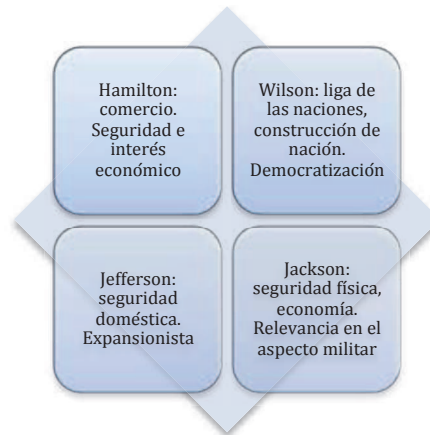 Hamilton:
comercio.
Seguridad e
interés
económico
Wilson: liga de
las naciones,
construcción de
nación.
Democratización
Jefferson:
seguridad
doméstica.
Expansionista
Jackson:
seguridad física,
economía.
Relevancia en el
aspecto militar